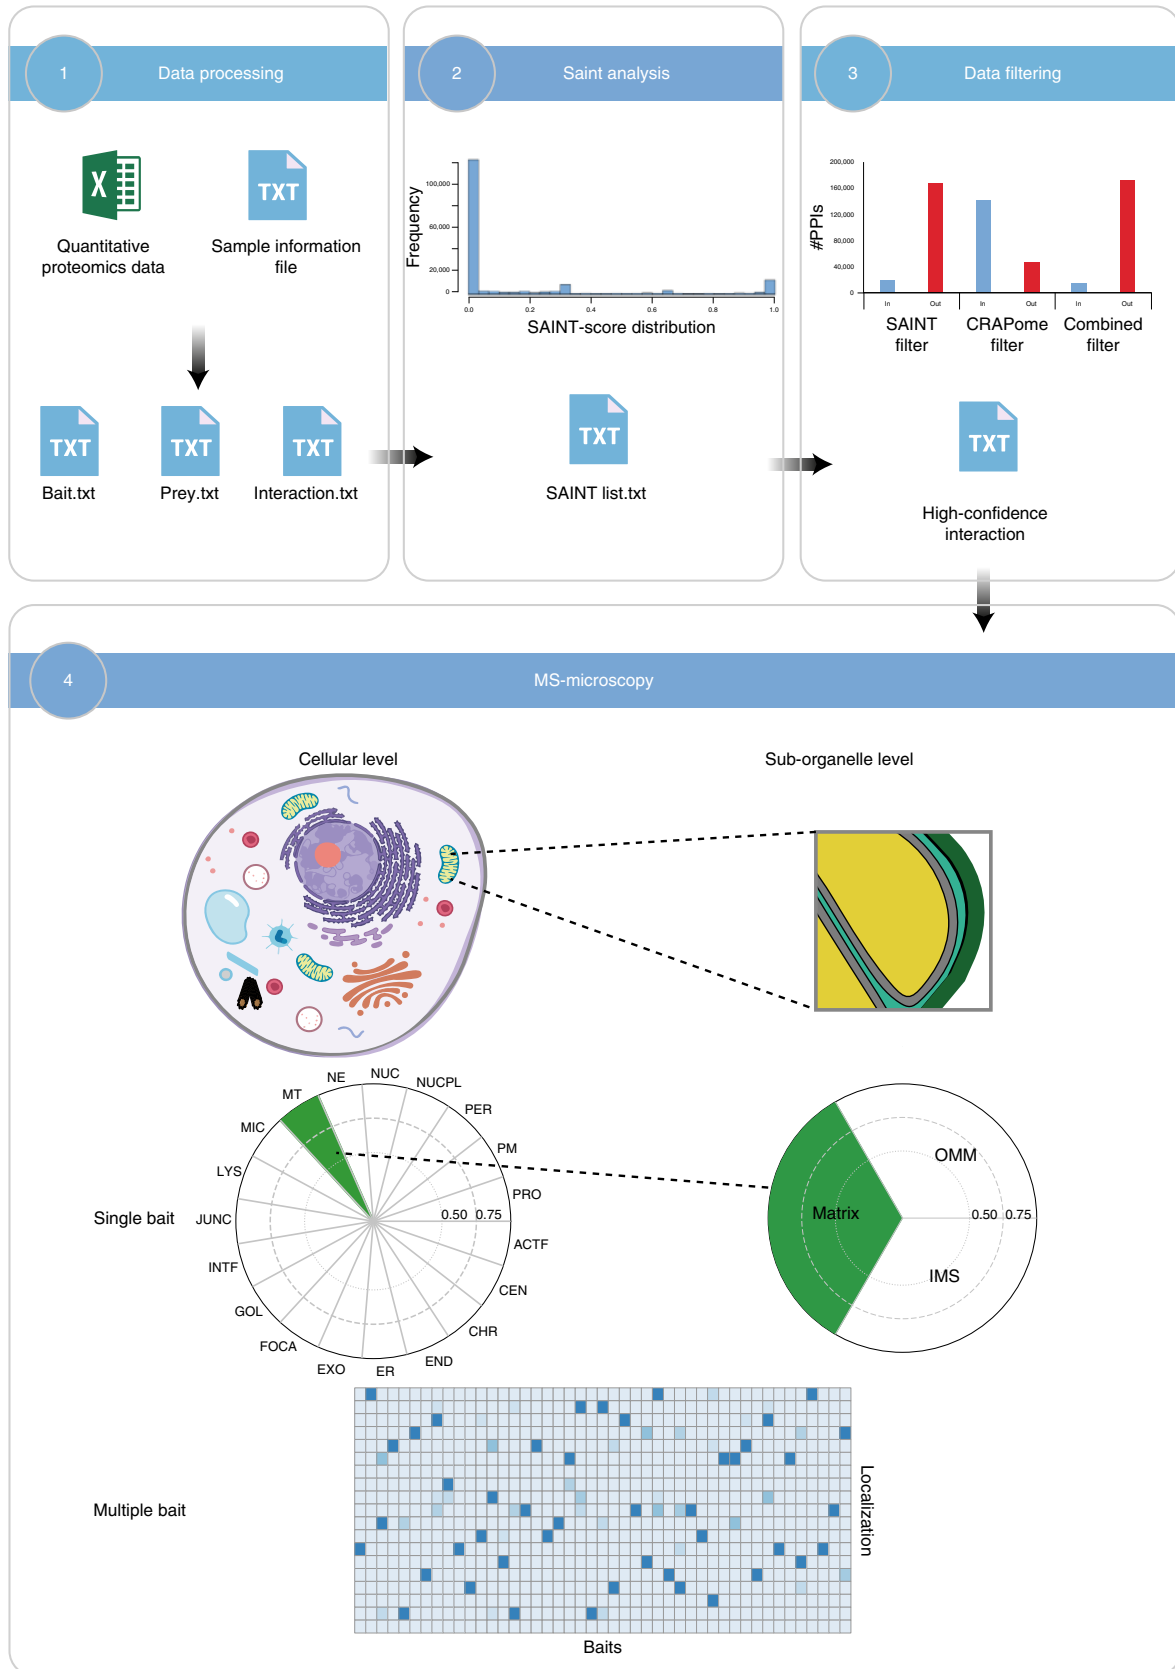 1
Data processing
X
TXT
Quantitative
proteomics data
Sample information
file
TXT
TXT
TXT
Bait.txt
Prey.txt
Interaction.txt
2
Saint analysis
Frequency
100,000
60,000
20,000
0
0.0
0.2
0.4
0.6
0.8
1.0
SAINT-score distribution
TXT
SAINT list.txt
3
Data filtering
#PPIs
200,000
160,000
120,000
80,000
40,000
0
In
Out
In
Out
In
Out
SAINT
filter
CRAPome
filter
Combined
filter
TXT
High-confidence
interaction
4
MS-microscopy
Cellular level
Sub-organelle level
Single bait
NUC
NUCPL
PER
PM
PRO
ACTF
CEN
CHR
END
ER
EXO
FOCA
GOL
INTF
JUNC
LYS
MIC
MT
NE
0.50
0.75
OMM
Matrix
0.50
0.75
IMS
Multiple bait
Localization
Baits